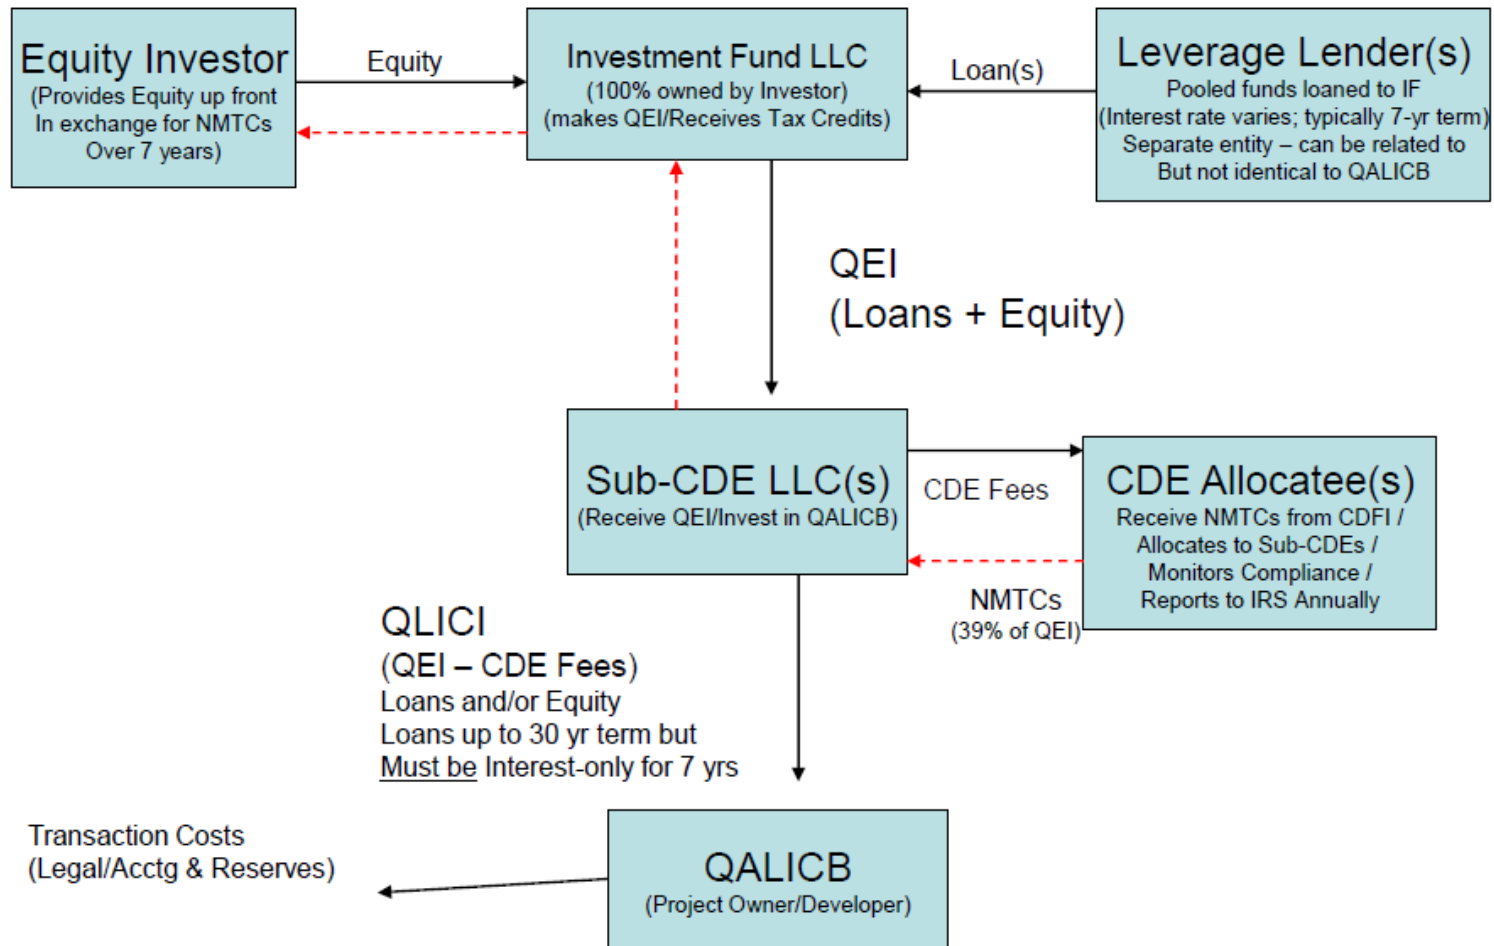 Equity Investor
(Provides Equity up front
In exchange for NMTCs
Over 7 years)
Equity
Investment Fund LLC
(100% owned by Investor)
(makes QEI/Receives Tax Credits)
Loan(s)
Leverage Lender(s)
Pooled funds loaned to IF
(Interest rate varies; typically 7-yr term)
Separate entity – can be related to
But not identical to QALICB
QEI
(Loans + Equity)
Sub-CDE LLC(s)
(Receive QEI/Invest in QALICB)
CDE Fees
CDE Allocatee(s)
Receive NMTCs from CDFI /
Allocates to Sub-CDEs /
Monitors Compliance /
Reports to IRS Annually
NMTCs
(39% of QEI)
QLICI
(QEI – CDE Fees)
Loans and/or Equity
Loans up to 30 yr term but
Must be Interest-only for 7 yrs
Transaction Costs
(Legal/Acctg & Reserves)
QALICB
(Project Owner/Developer)